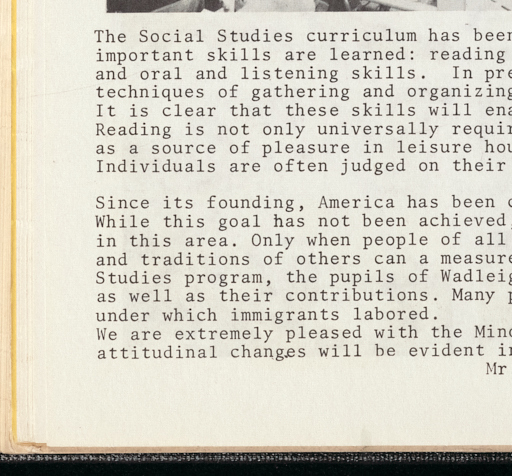 The Social Studies curriculum has been
important skills are learned: reading
and oral and listening skills. In pre
techniques of gathering and organizing
It is clear that these skills will ena
Reading is not only universally requir
as a source of pleasure in leisure hou
Individuals are often judged on their
Since its founding, America has been
While this goal has not been achieved,
in this area. Only when people of all
and traditions of others can a measure
Studies program, the pupils of Wadleig
as well as their contributions. Many p
under which immigrants labored.
We are extremely pleased with the Mino
attitudinal changes will be evident in
Mr